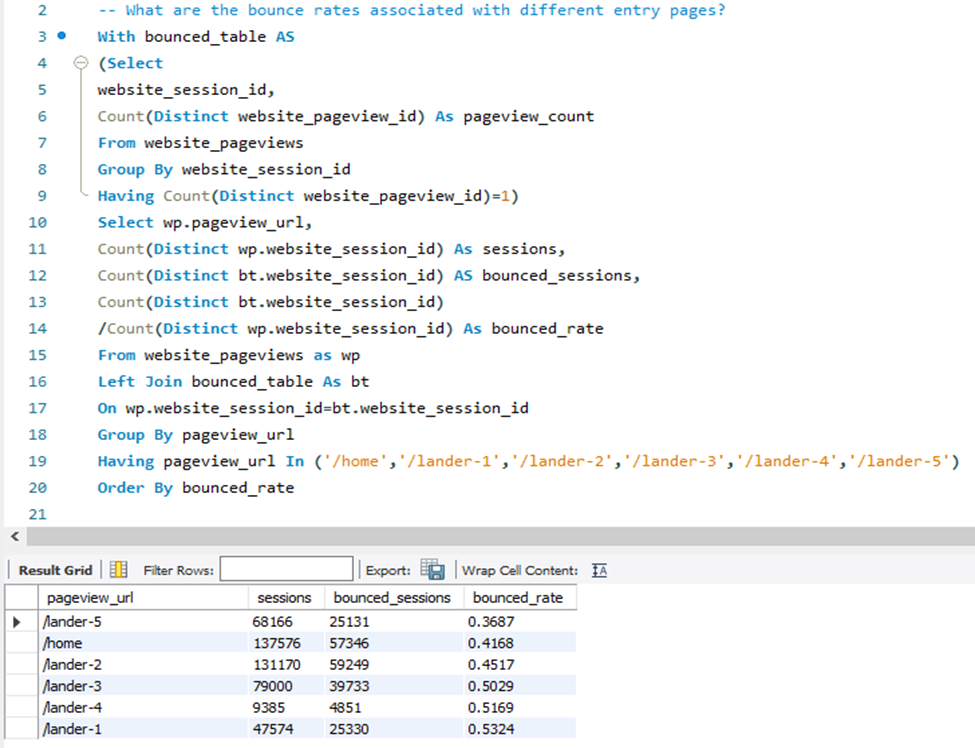 2 -- What are the bounce rates associated with different entry pages?
3 With bounced_table AS
4 (Select
5 website_session_id,
6 Count(Distinct website_pageview_id) As pageview_count
7 From website_pageviews
8 Group By website_session_id
9 Having Count(Distinct website_pageview_id)=1)
10 Select wp.pageview_url,
11 Count(Distinct wp.website_session_id) As sessions,
12 Count(Distinct bt.website_session_id) AS bounced_sessions,
13 Count(Distinct bt.website_session_id)
14 /Count(Distinct wp.website_session_id) As bounced_rate
15 From website_pageviews as wp
16 Left Join bounced_table As bt
17 On wp.website_session_id=bt.website_session_id
18 Group By pageview_url
19 Having pageview_url In ('/home','/lander-1','/lander-2','/lander-3','/lander-4','/lander-5')
20 Order By bounced_rate
21
Result Grid Filter Rows: Export: Wrap Cell Content:
pageview_url sessions bounced_sessions bounced_rate
/lander-5 68166 25131 0.3687
/home 137576 57346 0.4168
/lander-2 131170 59249 0.4517
/lander-3 79000 39733 0.5029
/lander-4 9385 4851 0.5169
/lander-1 47574 25330 0.5324